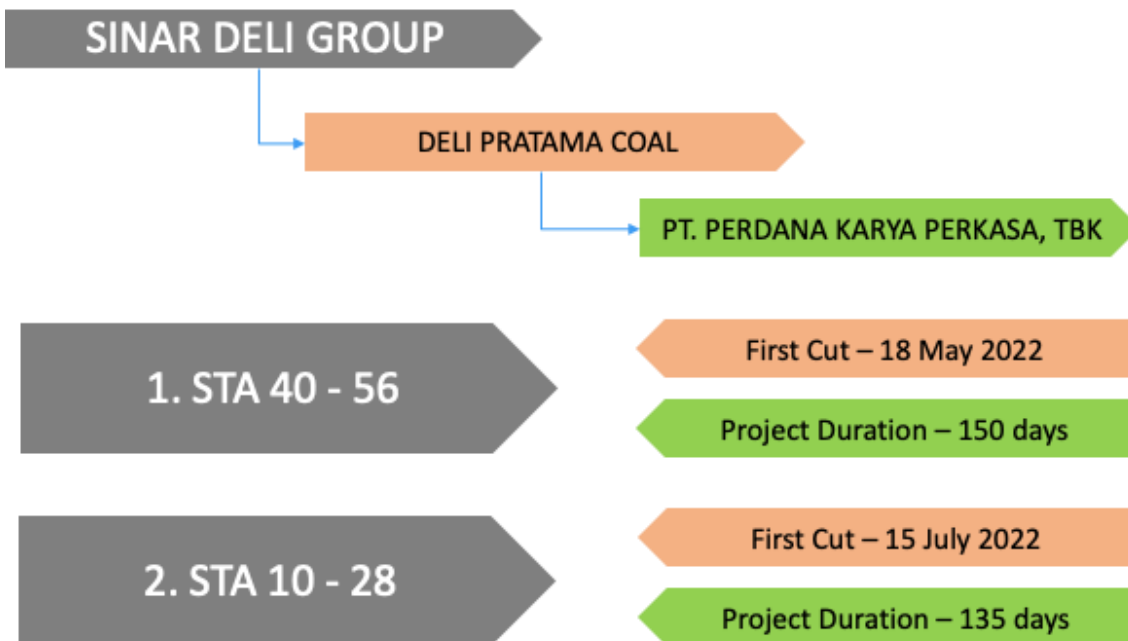 SINAR DELI GROUP
DELI PRATAMA COAL
PT. PERDANA KARYA PERKASA, TBK
1. STA 40 - 56
First Cut – 18 May 2022
Project Duration – 150 days
2. STA 10 - 28
First Cut – 15 July 2022
Project Duration – 135 days